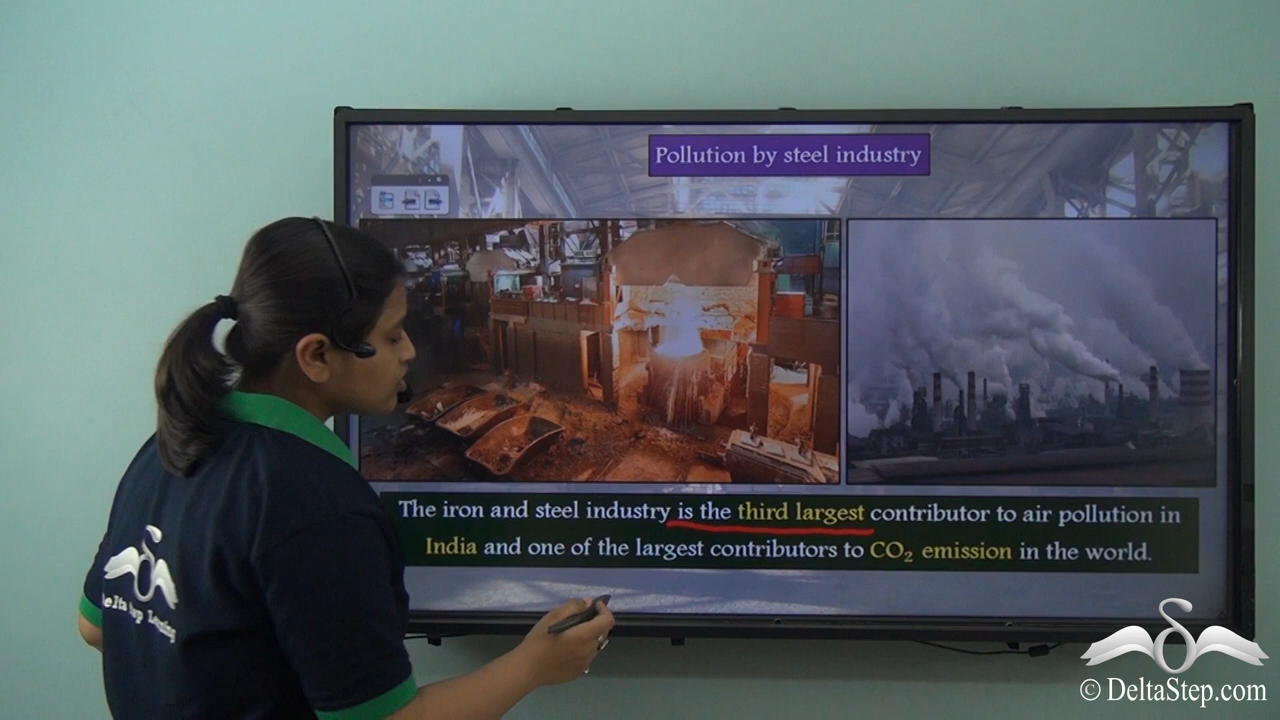 Pollution by steel industry
The iron and steel industry is the third largest contributor to air pollution in
India and one of the largest contributors to CO₂ emission in the world.
© DeltaStep.com